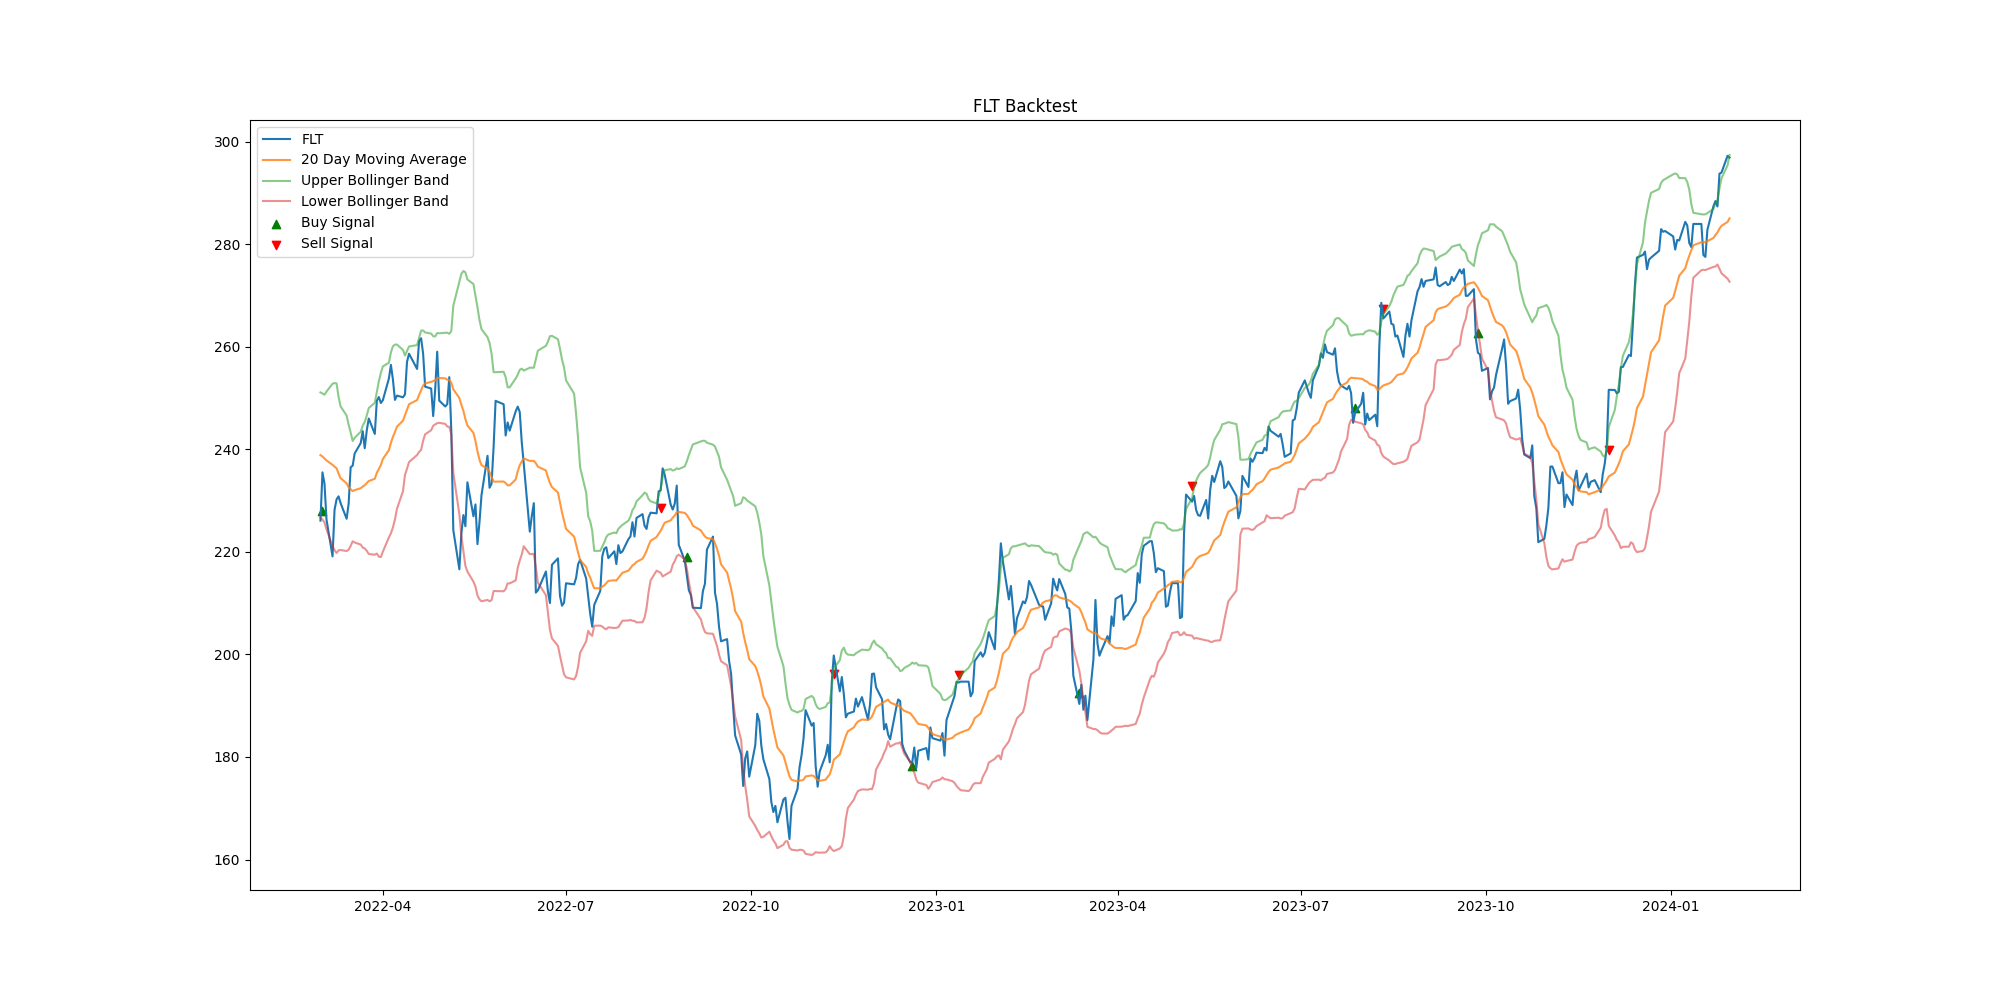 FLT Backtest
FLT
20 Day Moving Average
Upper Bollinger Band
Lower Bollinger Band
Buy Signal
Sell Signal
300
280
260
240
220
200
180
160
2022-04 2022-07 2022-10 2023-01 2023-04 2023-07 2023-10 2024-01